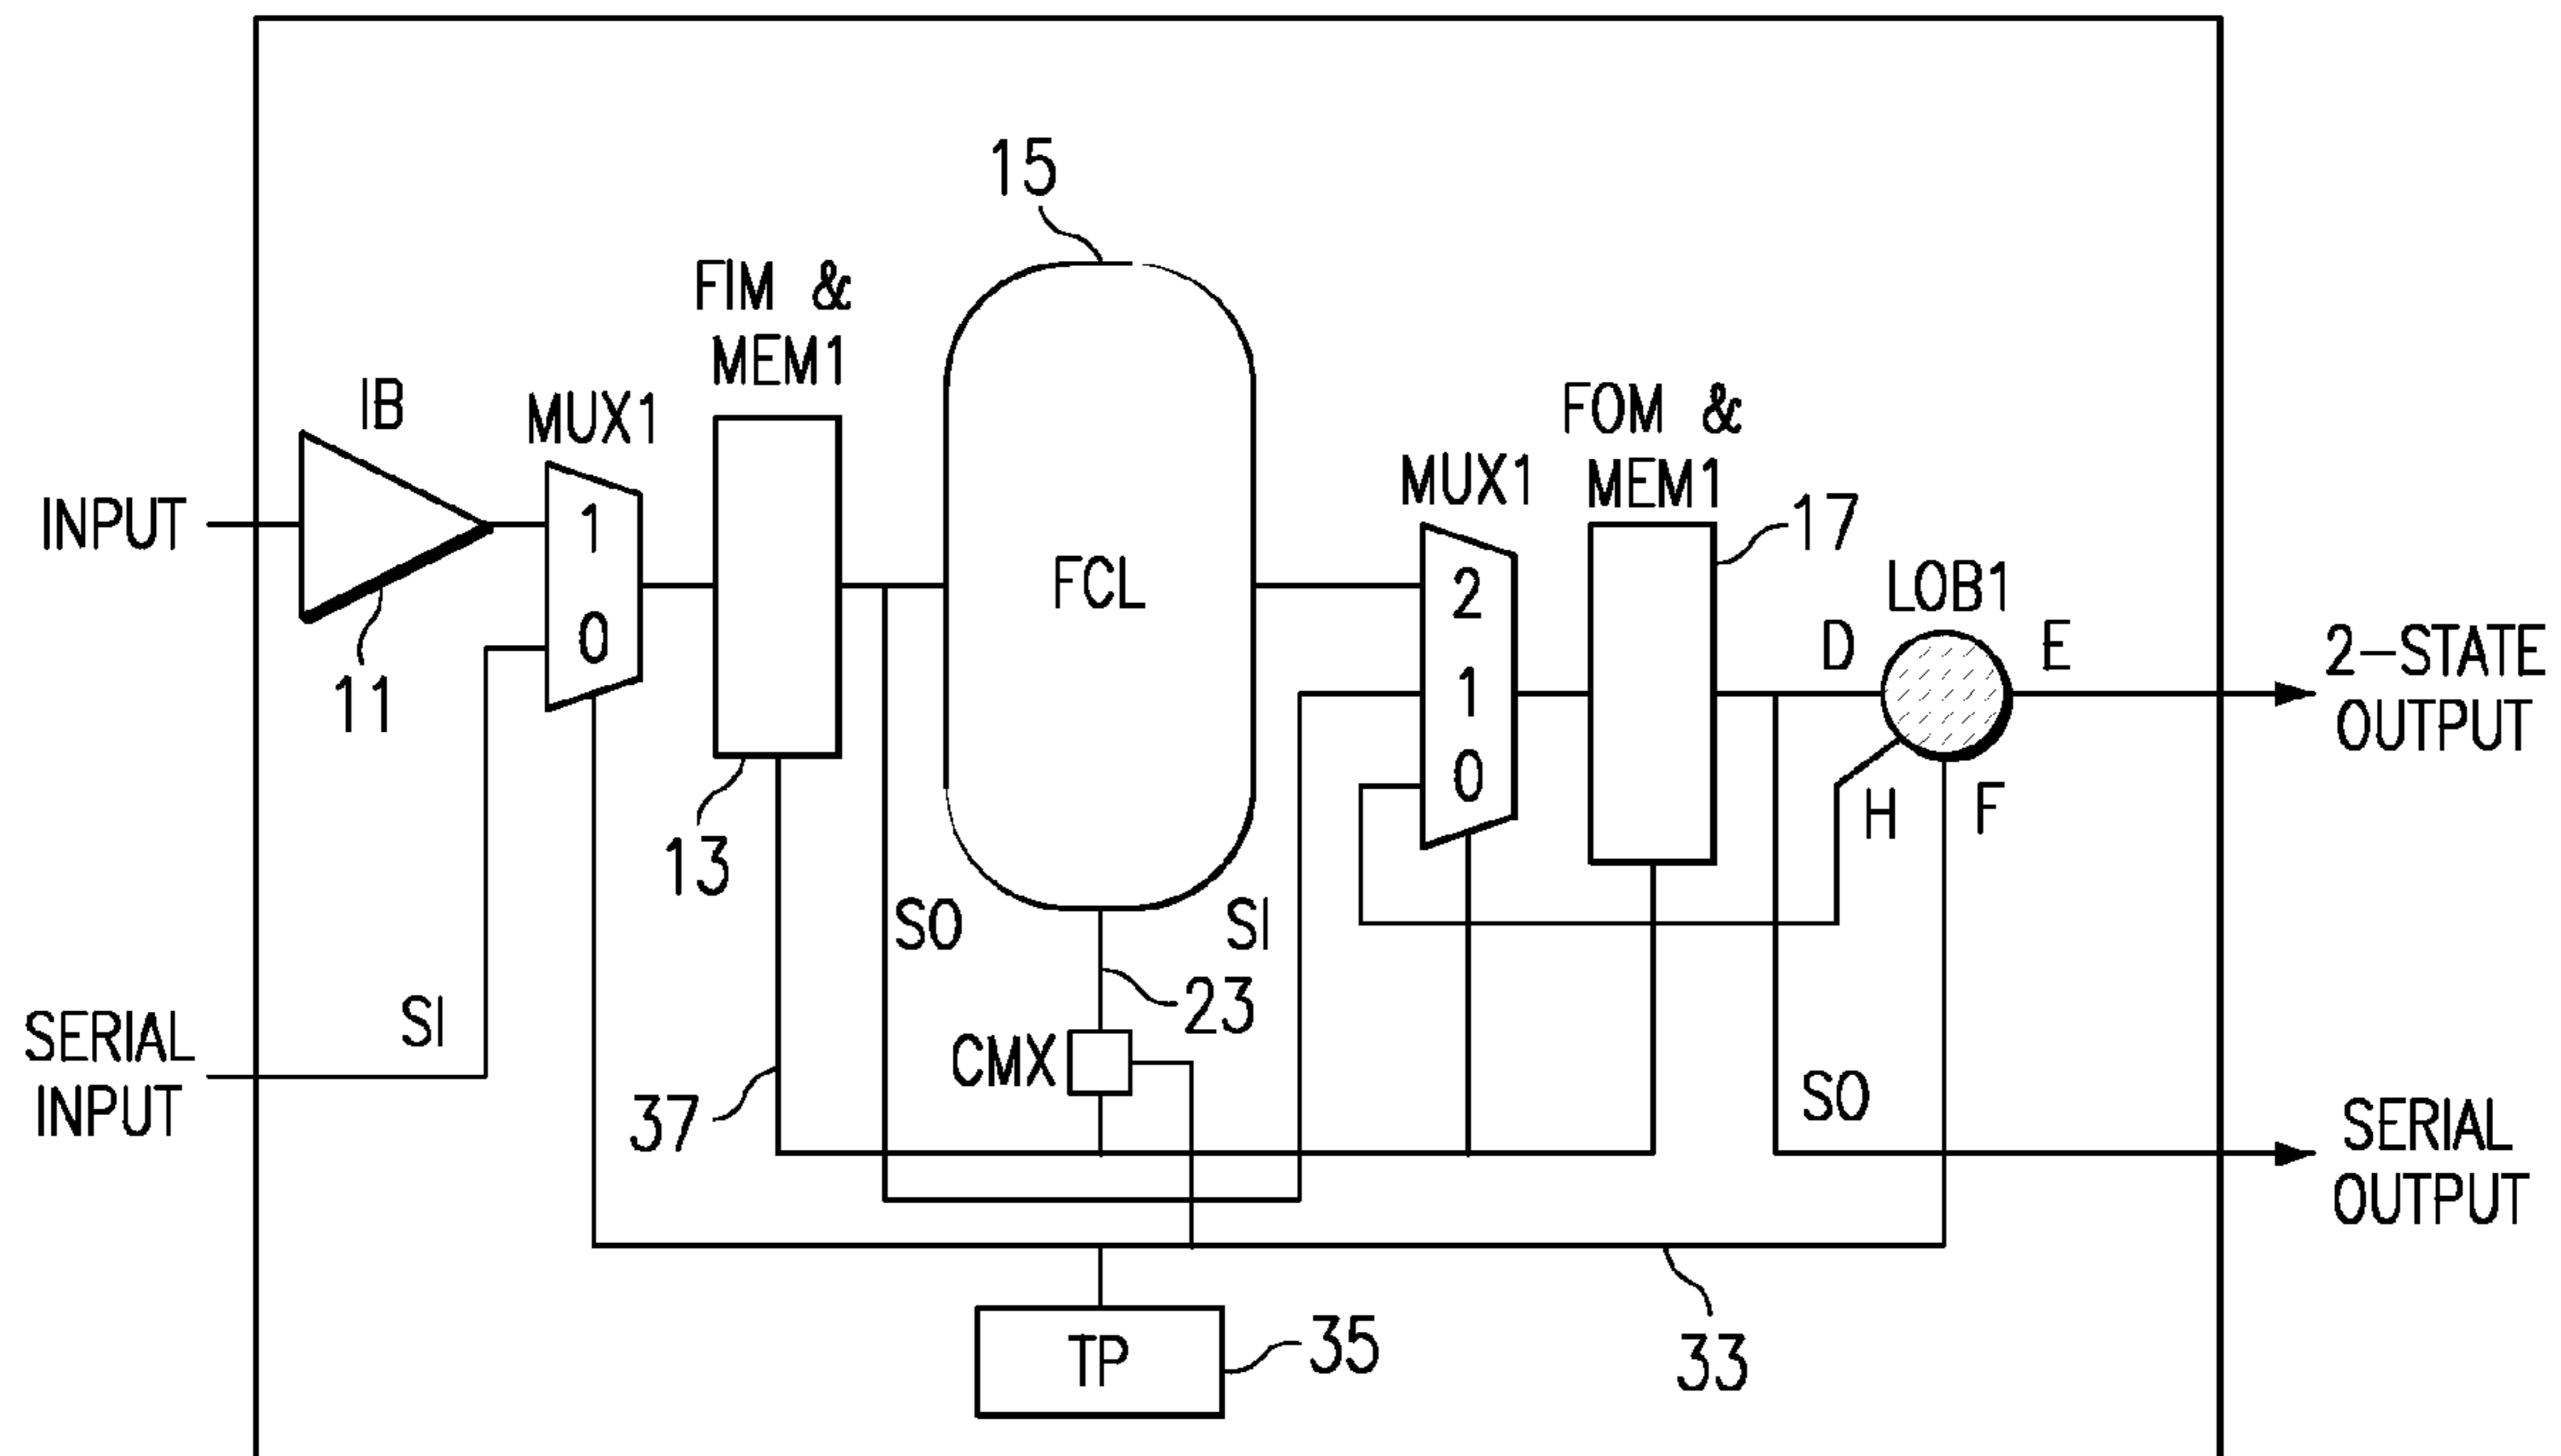 15
FIM &
MEM1
IB
MUX1
FOM &
MEM1
MUX1
17
INPUT
1
0
11
FCL
2
1
0
LOB1
D
E
H
F
2-STATE
OUTPUT
13
SO
SI
23
SI
SERIAL
INPUT
CMX
37
SO
SERIAL
OUTPUT
TP
35
33